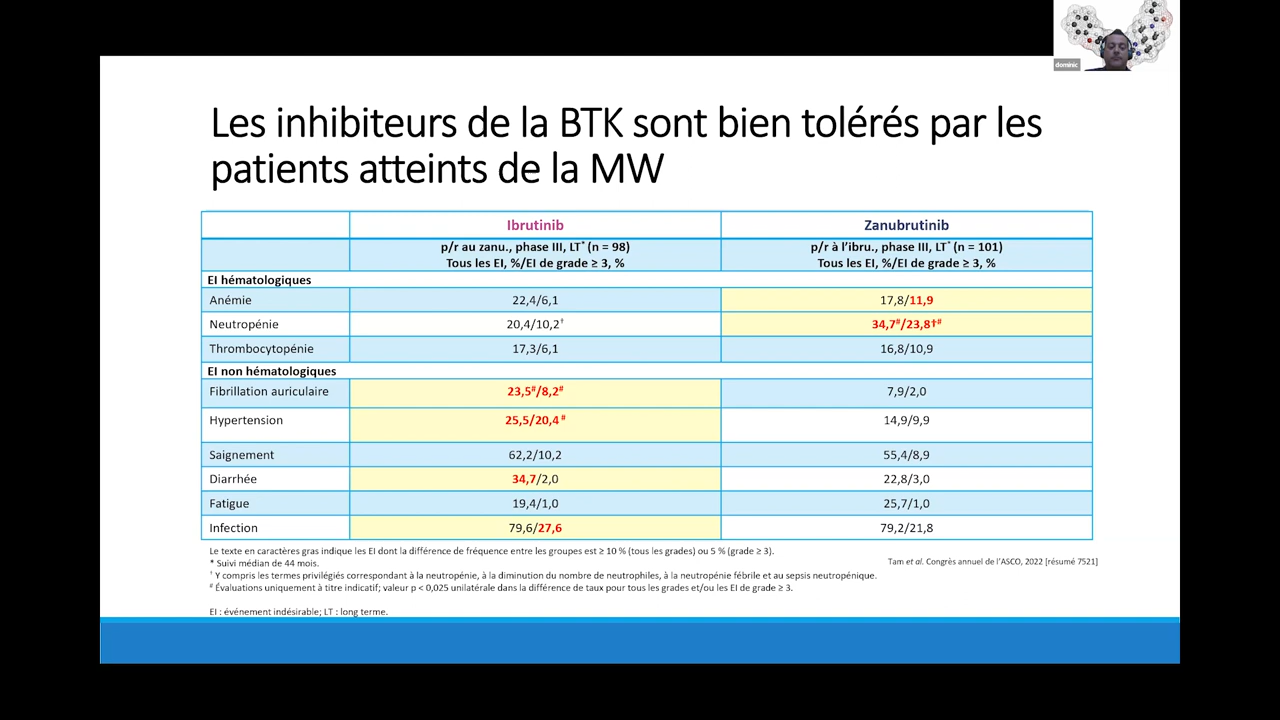 dominic
Les inhibiteurs de la BTK sont bien tolérés par les
patients atteints de la MW
Ibrutinib Zanubrutinib
p/r au zanu., phase III, LT* (n = 98) p/r à l'ibru., phase III, LT* (n = 101)
Tous les EI, %/EI de grade ≥ 3, % Tous les EI, %/EI de grade ≥ 3, %
EI hématologiques
Anémie 22,4/6,1 17,8/11,9
Neutropénie 20,4/10,2† 34,7#/23,8†#
Thrombocytopénie 17,3/6,1 16,8/10,9
EI non hématologiques
Fibrillation auriculaire 23,5#/8,2# 7,9/2,0
Hypertension 25,5/20,4 # 14,9/9,9
Saignement 62,2/10,2 55,4/8,9
Diarrhée 34,7/2,0 22,8/3,0
Fatigue 19,4/1,0 25,7/1,0
Infection 79,6/27,6 79,2/21,8
Le texte en caractères gras indique les EI dont la différence de fréquence entre les groupes est ≥ 10 % (tous les grades) ou 5 % (grade ≥ 3).
* Suivi médian de 44 mois.
Tam et al. Congrès annuel de l'ASCO, 2022 [résumé 7521]
† Y compris les termes privilégiés correspondant à la neutropénie, à la diminution du nombre de neutrophiles, à la neutropénie fébrile et au sepsis neutropénique.
# Évaluations uniquement à titre indicatif; valeur p < 0,025 unilatérale dans la différence de taux pour tous les grades et/ou les EI de grade ≥ 3.
EI : événement indésirable; LT : long terme.